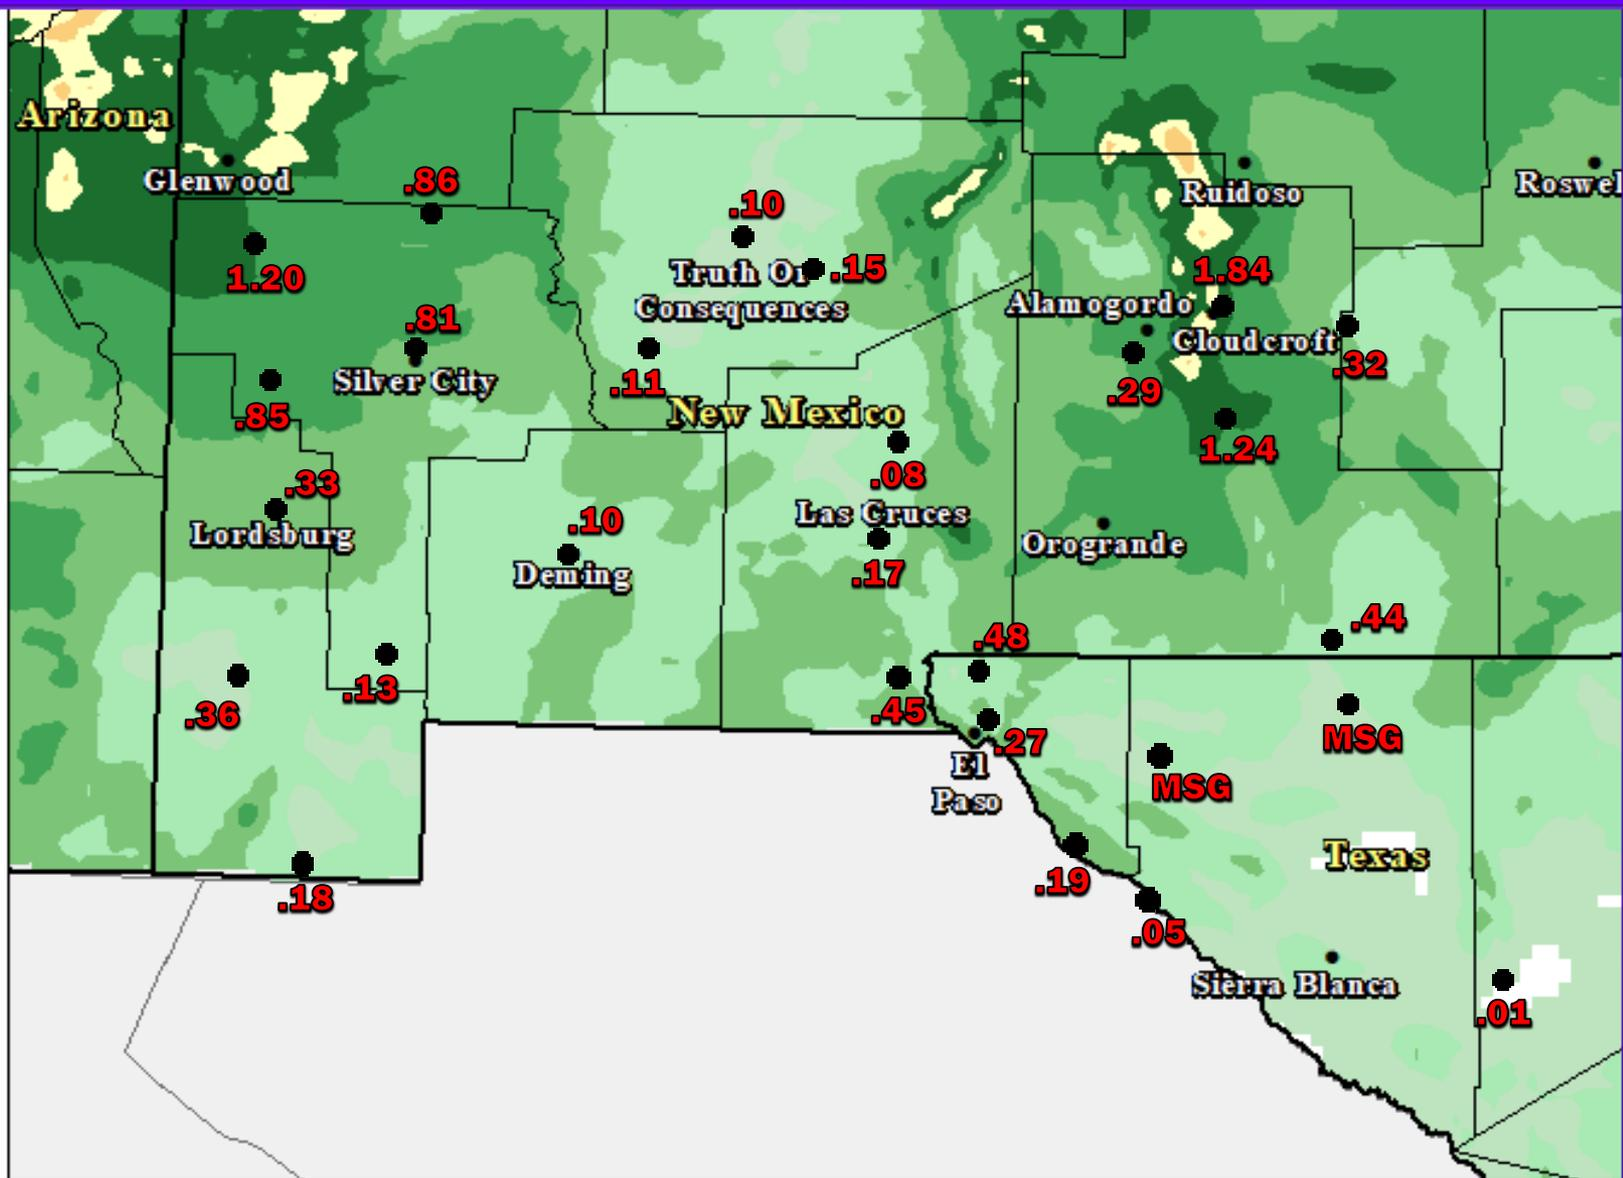 Arizona
Glenwood
.86
1.20
.10
Truth Or
.15
Consequences
Ruidoso
Roswel
1.84
Alamogordo
Cloudcroft
.32
.81
Silver City
.11
.29
.85
New Mexico
1.24
.33
.08
Lordsburg
.10
Las Cruces
Deming
.17
Orogrande
.48
.44
.36
.13
.45
.27
MSG
El
Paso
MSG
Texas
.18
.19
.05
Sierra Blanca
.01